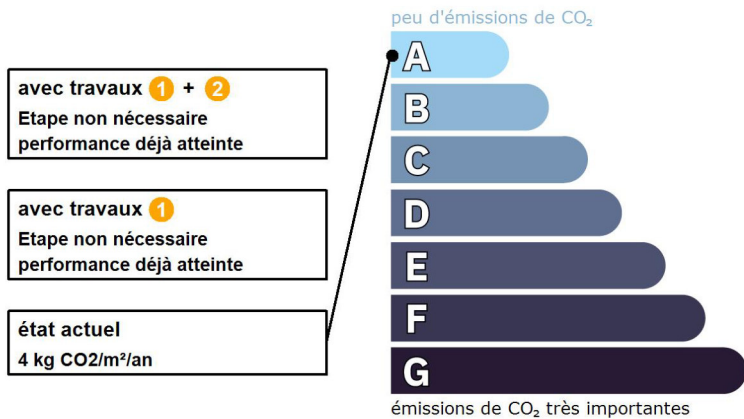 peu d'émissions de CO₂
A
B
C
D
E
F
G
émissions de CO₂ très importantes
avec travaux 1 + 2
Etape non nécessaire
performance déjà atteinte
avec travaux 1
Etape non nécessaire
performance déjà atteinte
état actuel
4 kg CO2/m²/an